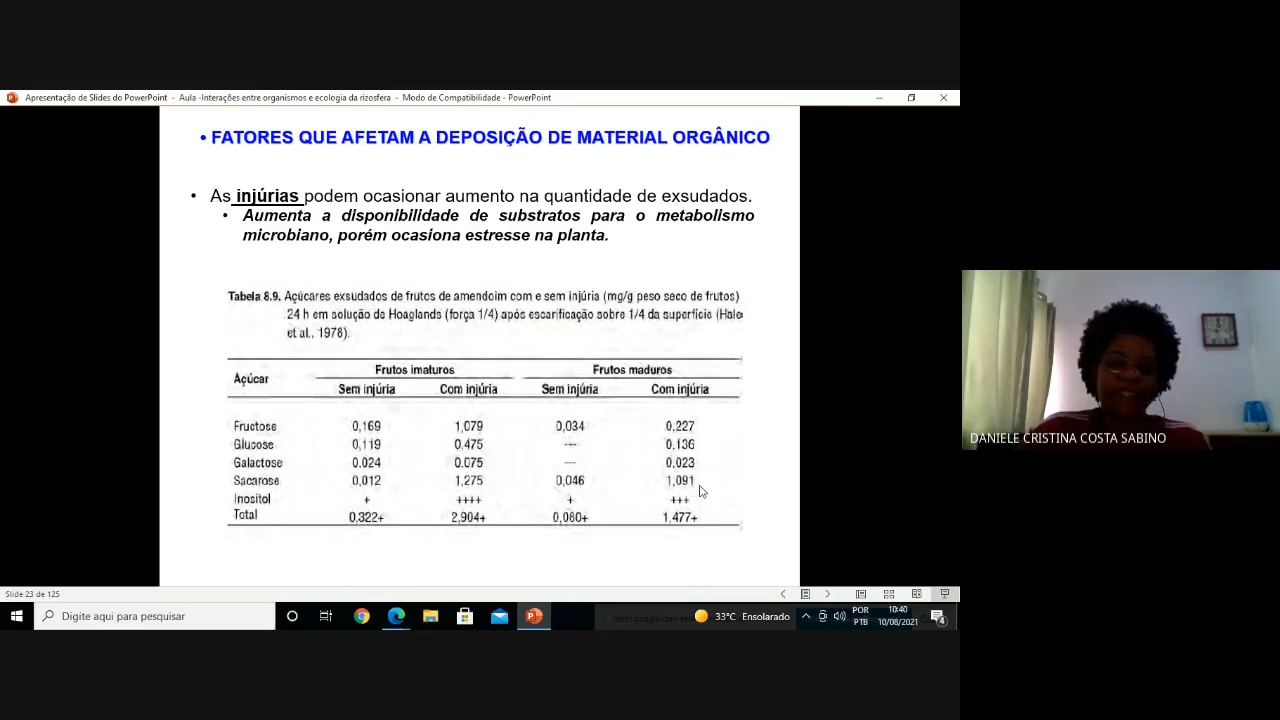 Apresentação de Slides do PowerPoint - Aula -Interações entre organismos e ecologia da rizosfera - Modo de Compatibilidade - PowerPoint
• FATORES QUE AFETAM A DEPOSIÇÃO DE MATERIAL ORGÂNICO
• As injúrias podem ocasionar aumento na quantidade de exsudados.
• Aumenta a disponibilidade de substratos para o metabolismo
microbiano, porém ocasiona estresse na planta.
Tabela 8.9. Açúcares exsudados de frutos de amendoim com e sem injúria (mg/g peso seco de frutos)
24 h em solução de Hoaglands (força 1/4) após escarificação sobre 1/4 da superfície (Hale
et al., 1978).
Açúcar Frutos imaturos Frutos maduros
Sem injúria Com injúria Sem injúria Com injúria
Fructose 0,169 1,079 0,034 0,227
Glucose 0,119 0,475 --- 0,136
Galactose 0,024 0,075 --- 0,023
Sacarose 0,012 1,275 0,046 1,091
Inositol + ++++ + +++
Total 0,322+ 2,904+ 0,080+ 1,477+
DANIELE CRISTINA COSTA SABINO
Slide 23 de 125
Digite aqui para pesquisar
33°C Ensolarado
POR
PTB
10:40
10/08/2021
4